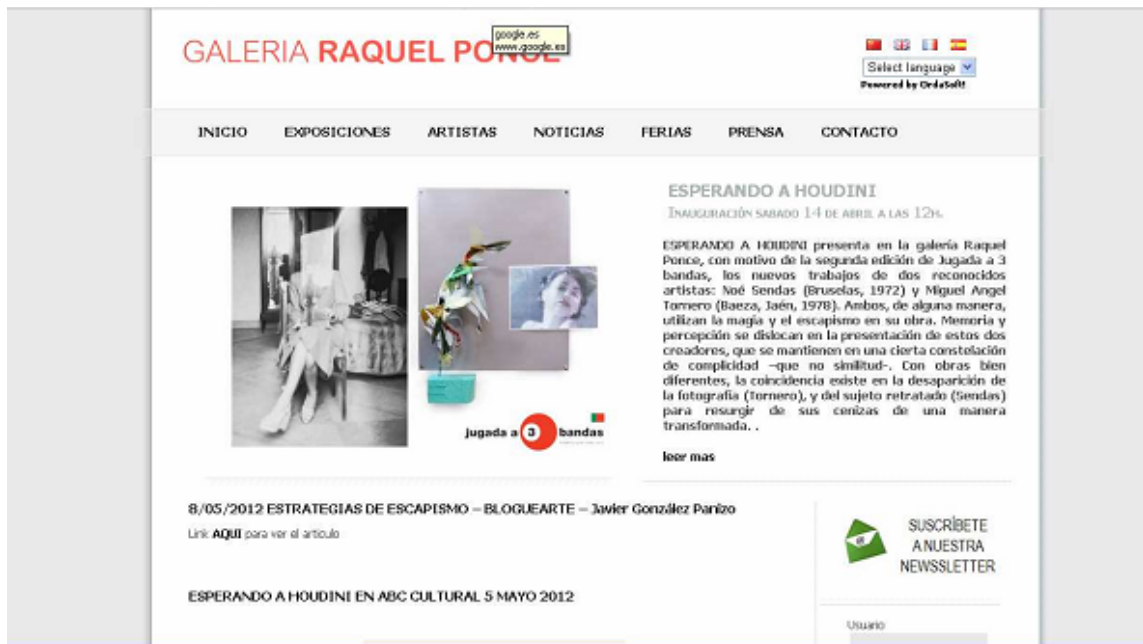 google.es
www.google.es
GALERIA RAQUEL PONCE
Select language
Powered by OrdaSoft!
INICIO EXPOSICIONES ARTISTAS NOTICIAS FERIAS PRENSA CONTACTO
ESPERANDO A HOUDINI
Inauguración sabado 14 de abril a las 12h.
ESPERANDO A HOUDINI presenta en la galería Raquel
Ponce, con motivo de la segunda edición de Jugada a 3
bandas, los nuevos trabajos de dos reconocidos
artistas: Noé Sendas (Bruselas, 1972) y Miguel Angel
Tornero (Baeza, Jaén, 1978). Ambos, de alguna manera,
utilizan la magia y el escapismo en su obra. Memoria y
percepción se dislocan en la presentación de estos dos
creadores, que se mantienen en una cierta constelación
de complicidad –que no similitud-. Con obras bien
diferentes, la coincidencia existe en la desaparición de
la fotografía (Tornero), y del sujeto retratado (Sendas)
para resurgir de sus cenizas de una manera
transformada. .
leer mas
jugada a 3 bandas
8/05/2012 ESTRATEGIAS DE ESCAPISMO – BLOGUEARTE – Javier González Panizo
Link AQUI para ver el articulo
SUSCRÍBETE
A NUESTRA
NEWSSLETTER
ESPERANDO A HOUDINI EN ABC CULTURAL 5 MAYO 2012
Usuario